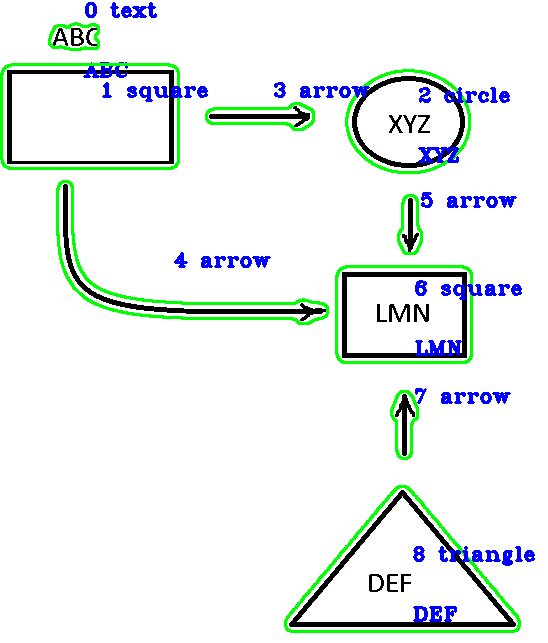 0 text
ABC
ABC
1 square
3 arrow
2 circle
XYZ
XYZ
5 arrow
4 arrow
6 square
LMN
LMN
7 arrow
8 triangle
DEF
DEF